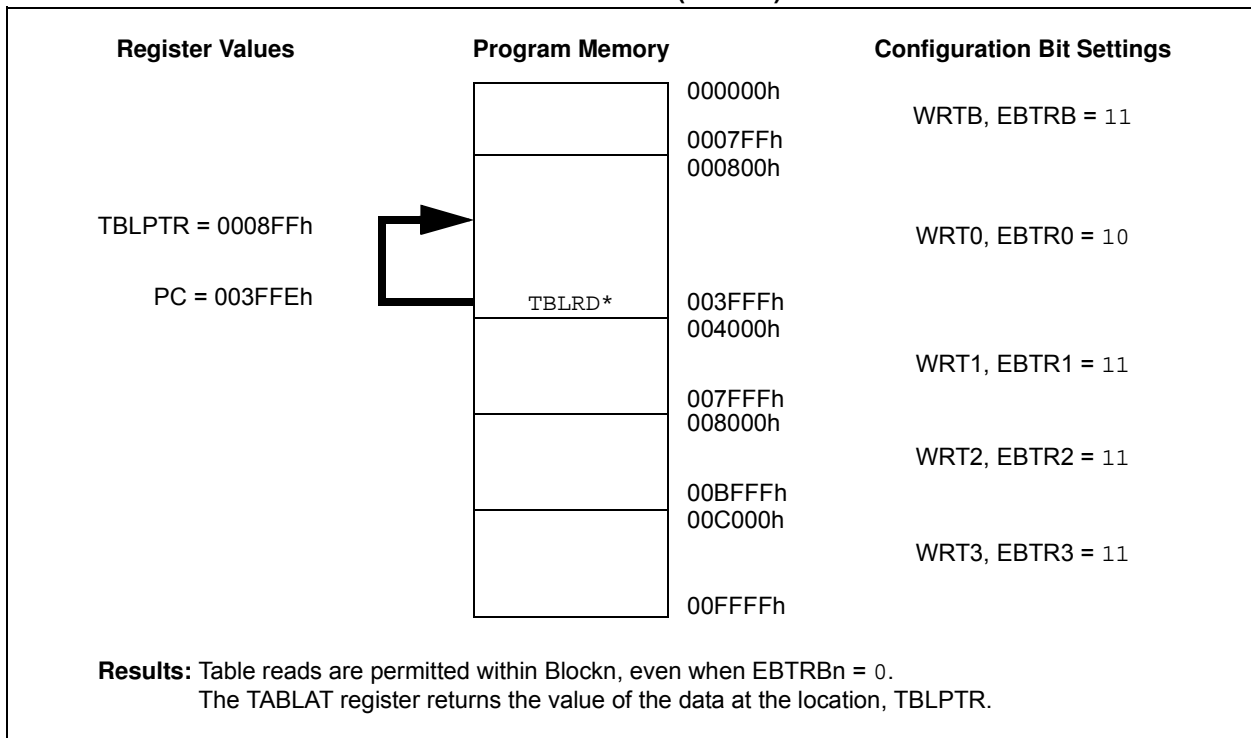 Register Values Program Memory Configuration Bit Settings
000000h
WRTB, EBTRB = 11
0007FFh
000800h
TBLPTR = 0008FFh
WRT0, EBTR0 = 10
PC = 003FFEh
TBLRD* 003FFFh
004000h
WRT1, EBTR1 = 11
007FFFh
008000h
WRT2, EBTR2 = 11
00BFFFh
00C000h
WRT3, EBTR3 = 11
00FFFFh
Results: Table reads are permitted within Blockn, even when EBTRBn = 0.
The TABLAT register returns the value of the data at the location, TBLPTR.